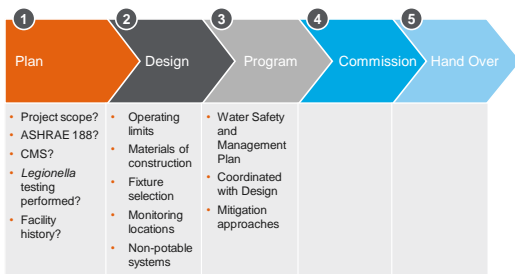 1
2
3
4
5
Plan
Design
Program
Commission
Hand Over
• Project scope?
• ASHRAE 188?
• CMS?
• Legionella
testing
performed?
• Facility
history?
• Operating
limits
• Materials of
construction
• Fixture
selection
• Monitoring
locations
• Non-potable
systems
• Water Safety
and
Management
Plan
• Coordinated
with Design
• Mitigation
approaches